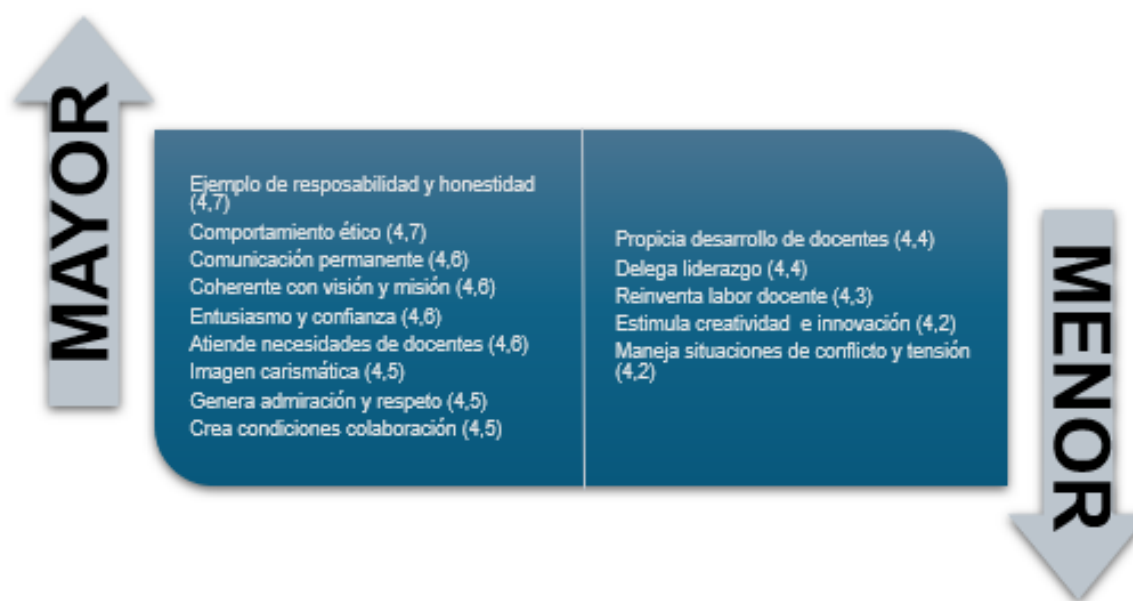 MAYOR
Ejemplo de resposabilidad y honestidad
(4,7)
Comportamiento ético (4,7)
Comunicación permanente (4,6)
Coherente con visión y misión (4,6)
Entusiasmo y confianza (4,6)
Atiende necesidades de docentes (4,6)
Imagen carismática (4,5)
Genera admiración y respeto (4,5)
Crea condiciones colaboración (4,5)
Propicia desarrollo de docentes (4,4)
Delega liderazgo (4,4)
Reinventa labor docente (4,3)
Estimula creatividad e innovación (4,2)
Maneja situaciones de conflicto y tensión
(4,2)
MENOR